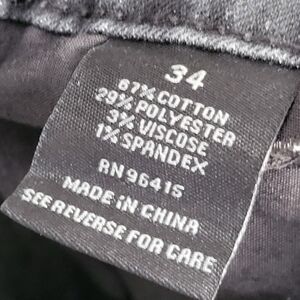 34
67% COTTON
29% POLYESTER
3% VISCOSE
1% SPANDEX
RN 96415
MADE IN CHINA
SEE REVERSE FOR CARE